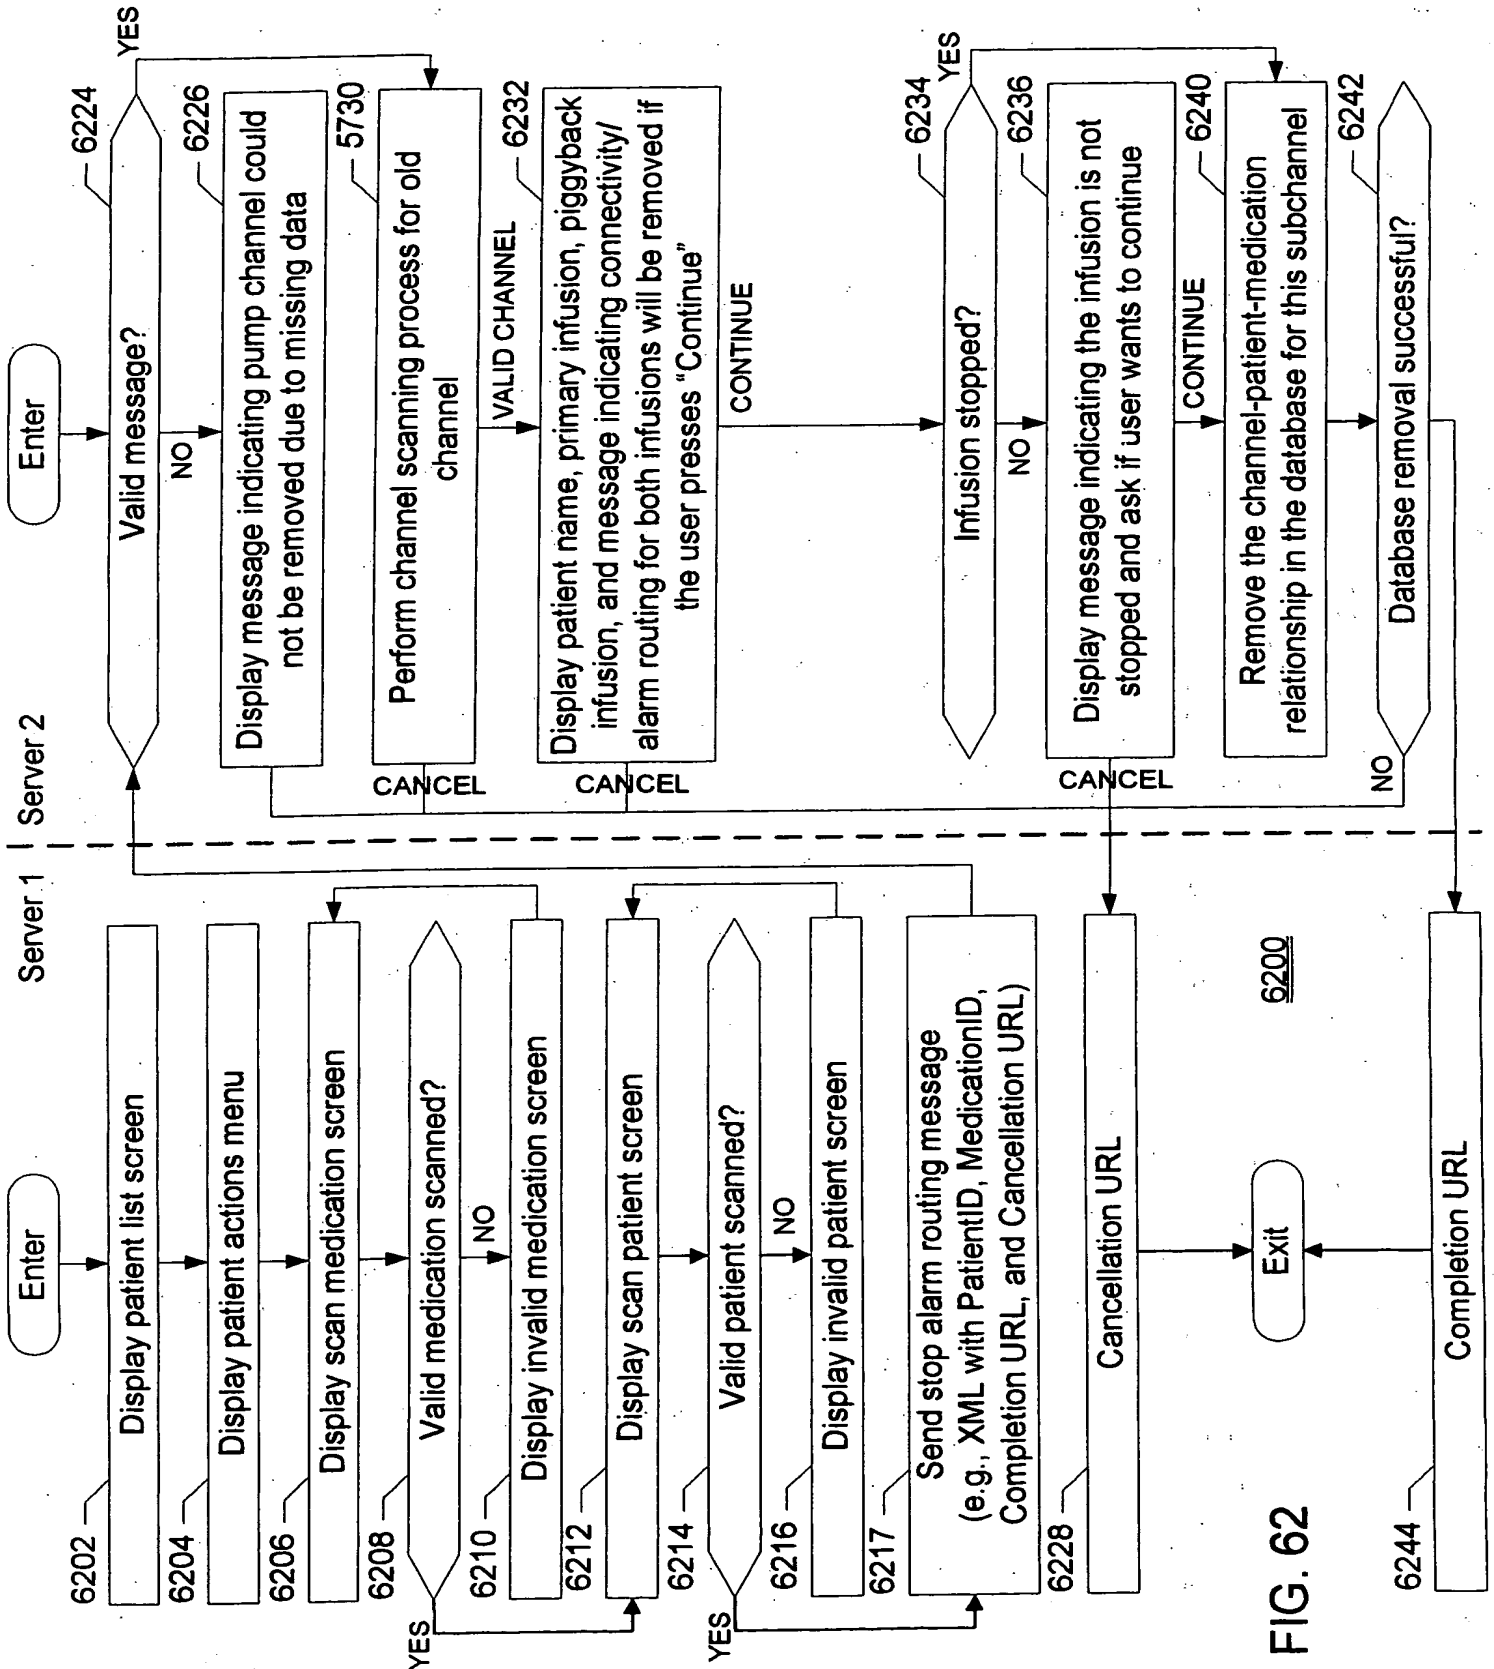 Server 1
Enter
6202
Display patient list screen
6204
Display patient actions menu
6206
Display scan medication screen
6208
Valid medication scanned?
YES
NO
6210
Display invalid medication screen
6212
Display scan patient screen
6214
Valid patient scanned?
YES
NO
6216
Display invalid patient screen
6217
Send stop alarm routing message
(e.g., XML with PatientID, MedicationID,
Completion URL, and Cancellation URL)
6228
Cancellation URL
Exit
6200
6244
Completion URL
FIG. 62
Server 2
Enter
6224
Valid message?
YES
NO
6226
Display message indicating pump channel could
not be removed due to missing data
5730
Perform channel scanning process for old
channel
CANCEL
VALID CHANNEL
6232
Display patient name, primary infusion, piggyback
infusion, and message indicating connectivity/
alarm routing for both infusions will be removed if
the user presses "Continue"
CANCEL
CONTINUE
6234
Infusion stopped?
YES
NO
6236
Display message indicating the infusion is not
stopped and ask if user wants to continue
CANCEL
CONTINUE
6240
Remove the channel-patient-medication
relationship in the database for this subchannel
6242
Database removal successful?
NO